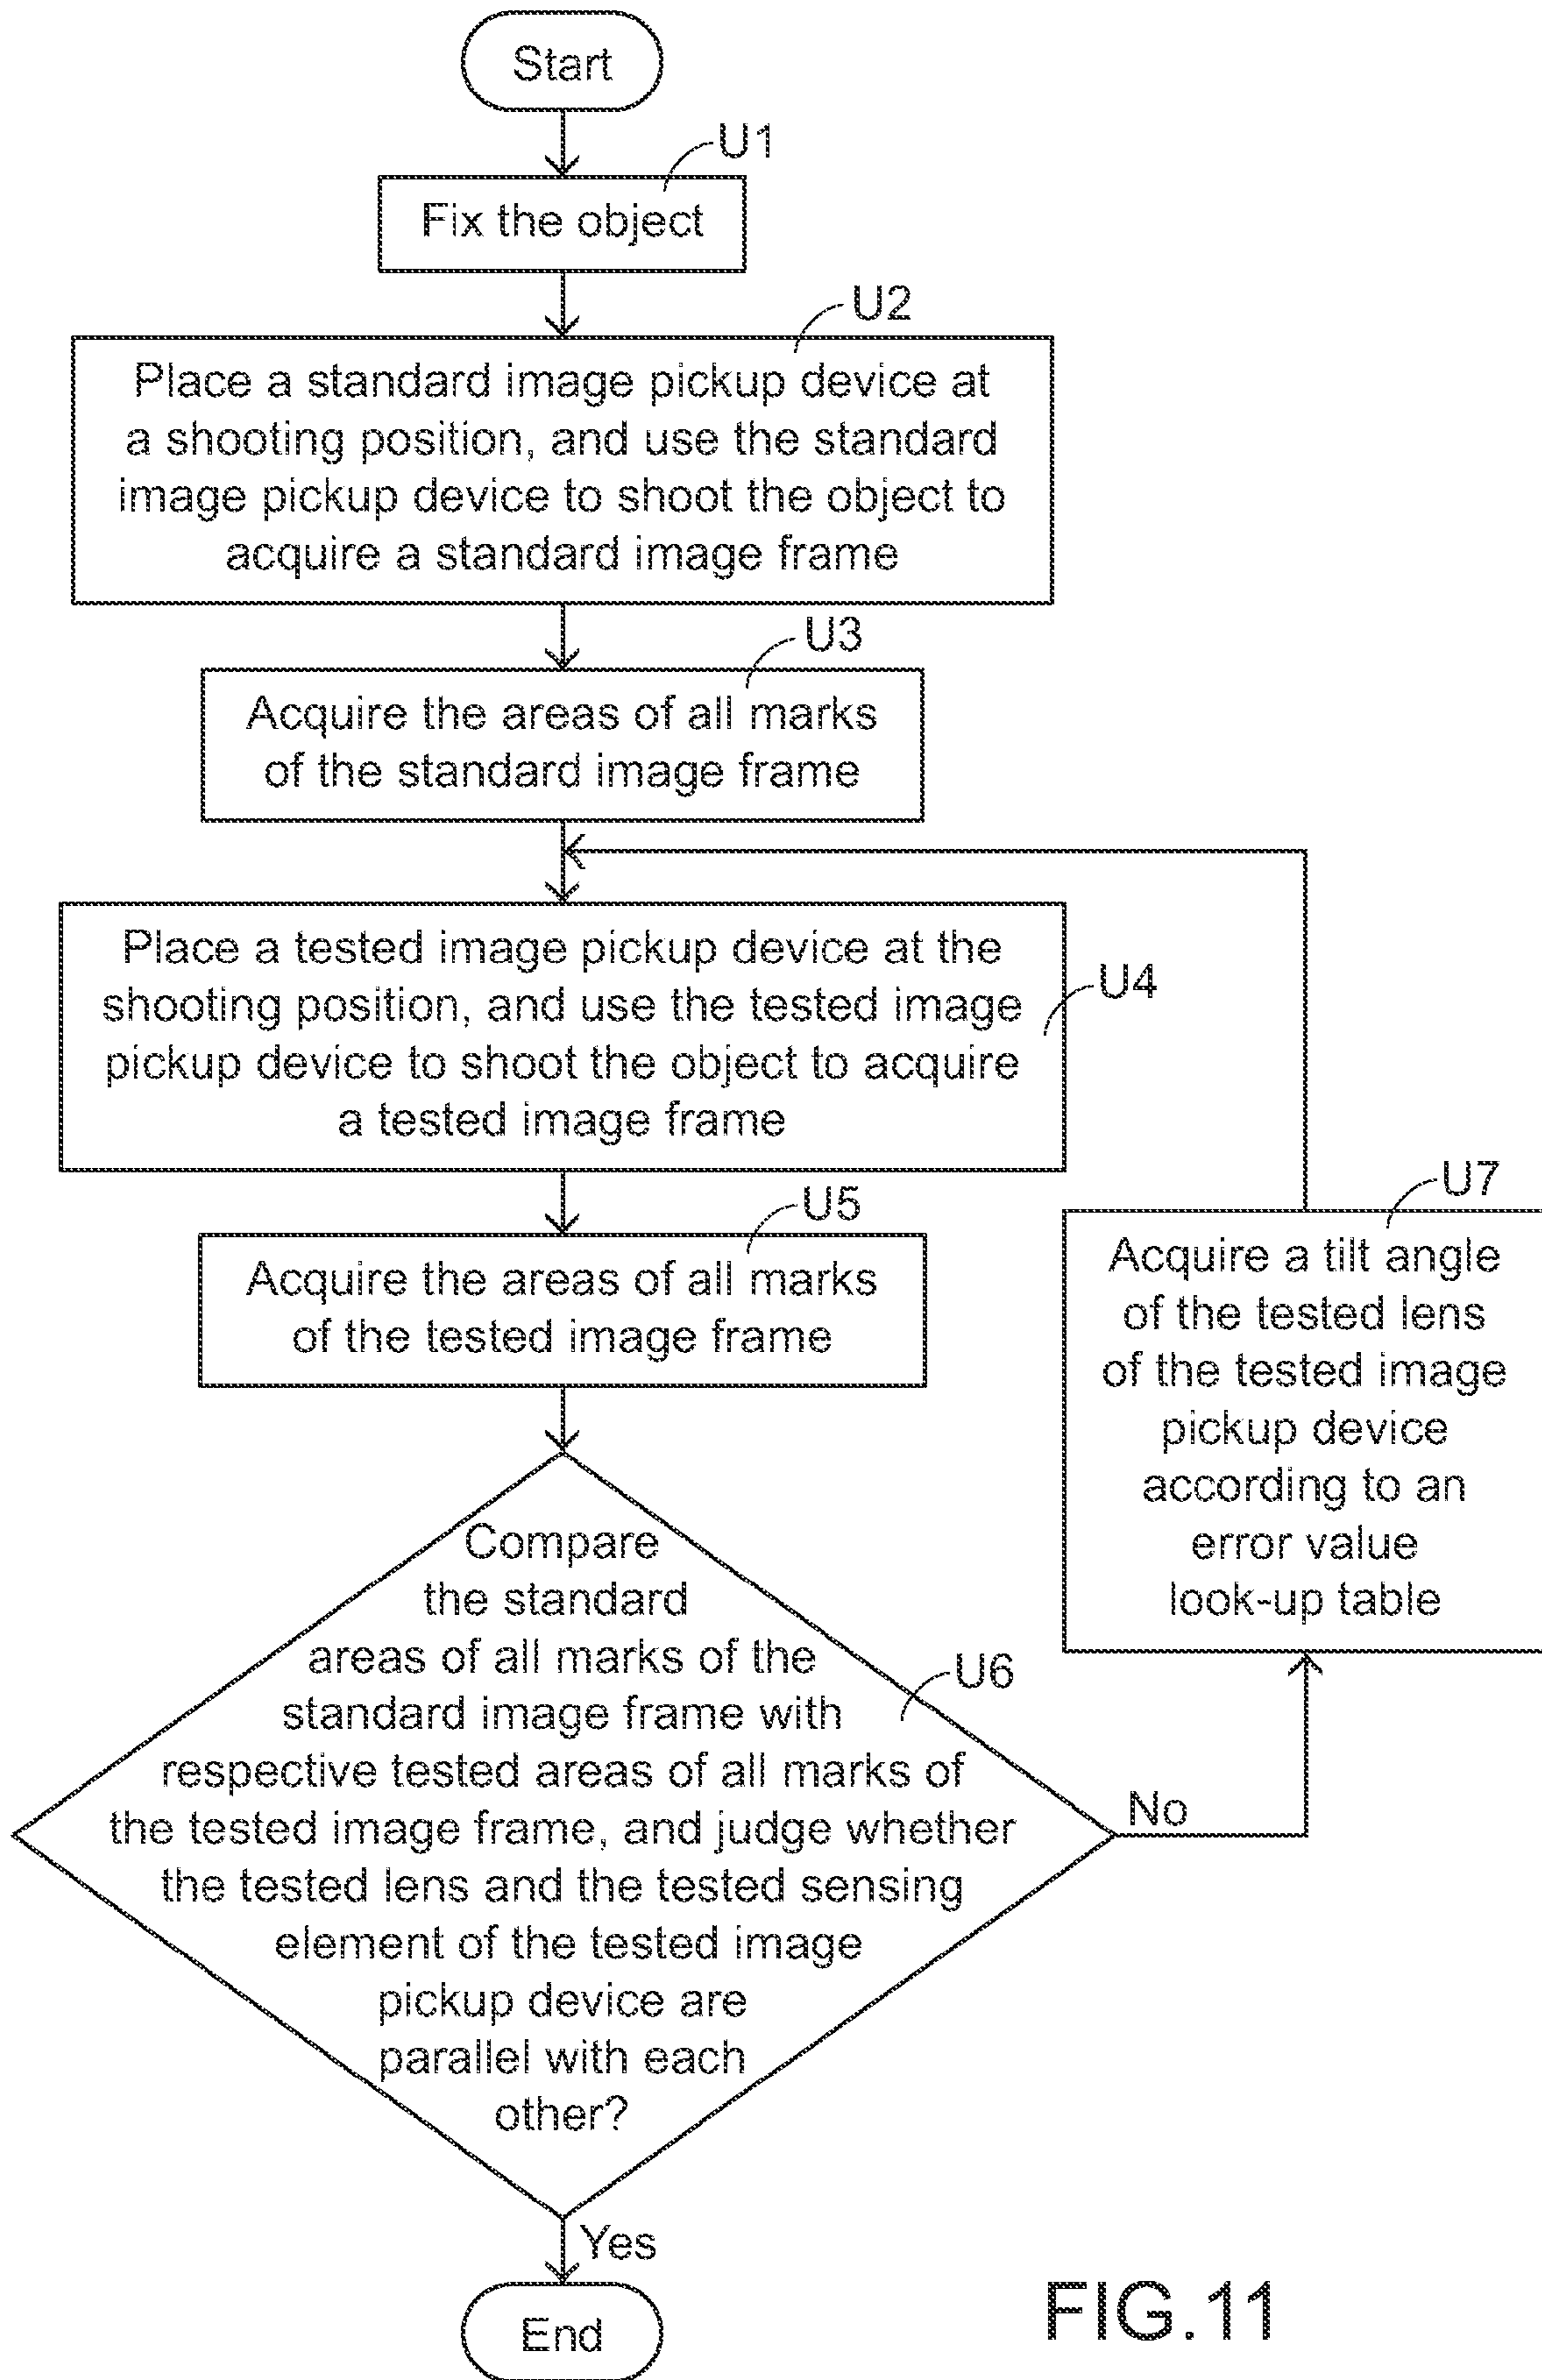 Start
U1
Fix the object
U2
Place a standard image pickup device at
a shooting position, and use the standard
image pickup device to shoot the object to
acquire a standard image frame
U3
Acquire the areas of all marks
of the standard image frame
Place a tested image pickup device at the
shooting position, and use the tested image
pickup device to shoot the object to acquire
a tested image frame
U4
U5
Acquire the areas of all marks
of the tested image frame
U7
Acquire a tilt angle
of the tested lens
of the tested image
pickup device
according to an
error value
look-up table
Compare
the standard
areas of all marks of the
standard image frame with
respective tested areas of all marks of
the tested image frame, and judge whether
the tested lens and the tested sensing
element of the tested image
pickup device are
parallel with each
other?
U6
No
Yes
End
FIG.11